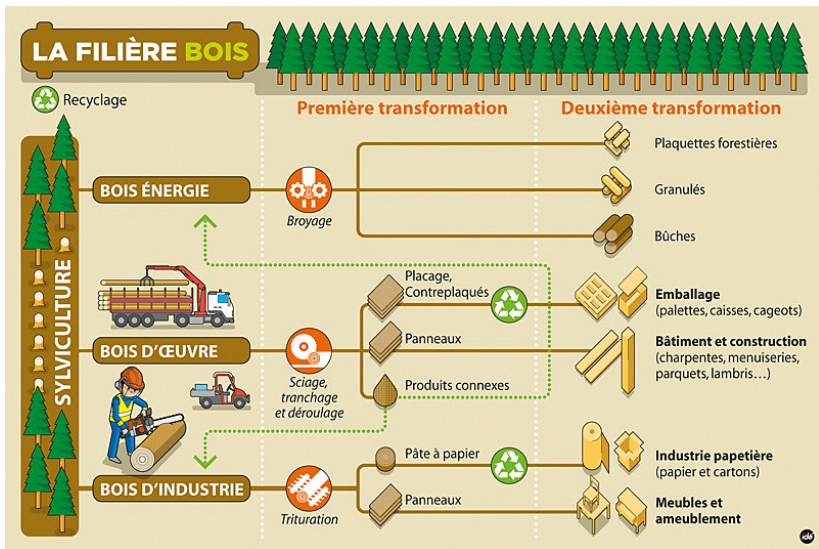 LA FILIÈRE BOIS
Recyclage
Première transformation
Deuxième transformation
SYLVICULTURE
BOIS ÉNERGIE
Broyage
Plaquettes forestières
Granulés
Bûches
BOIS D'ŒUVRE
Sciage,
tranchage
et déroulage
Placage,
Contreplaqués
Panneaux
Produits connexes
Emballage
(palettes, caisses, cageots)
Bâtiment et construction
(charpentes, menuiseries,
parquets, lambris...)
BOIS D'INDUSTRIE
Trituration
Pâte à papier
Panneaux
Industrie papetière
(papier et cartons)
Meubles et
ameublement
idé